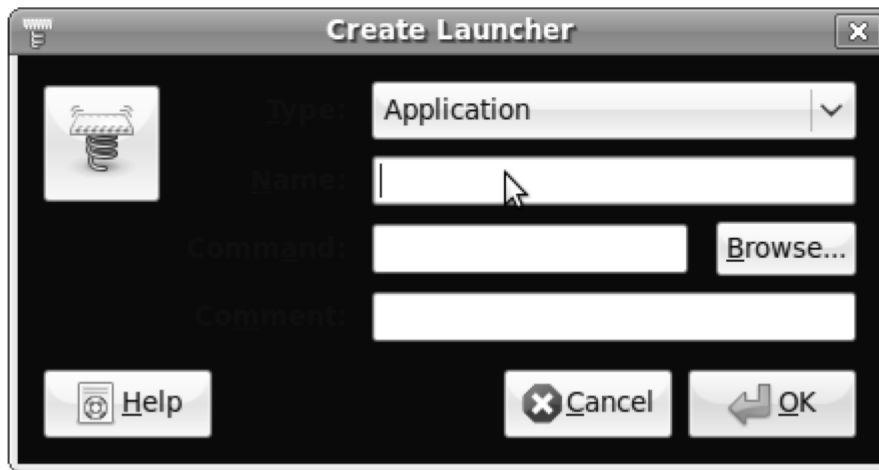 Create Launcher
Type: Application
Name:
Command: Browse...
Comment:
Help Cancel OK